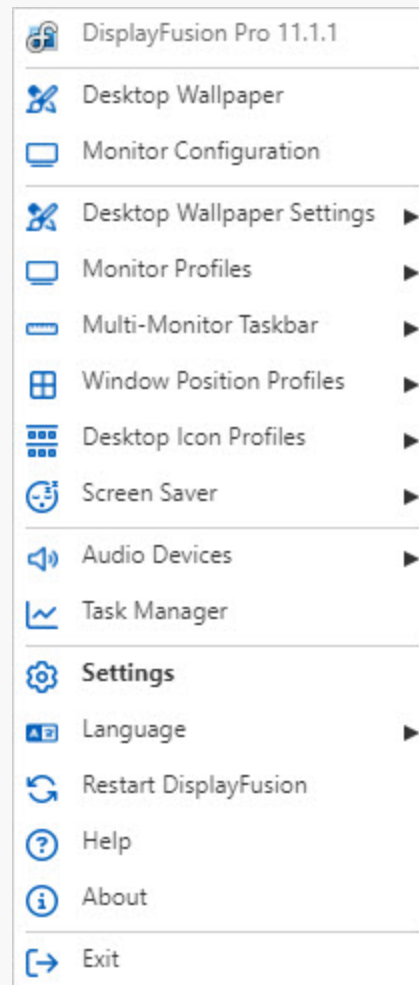 DisplayFusion Pro 11.1.1
Desktop Wallpaper
Monitor Configuration
Desktop Wallpaper Settings
Monitor Profiles
Multi-Monitor Taskbar
Window Position Profiles
Desktop Icon Profiles
Screen Saver
Audio Devices
Task Manager
Settings
Language
Restart DisplayFusion
Help
About
Exit